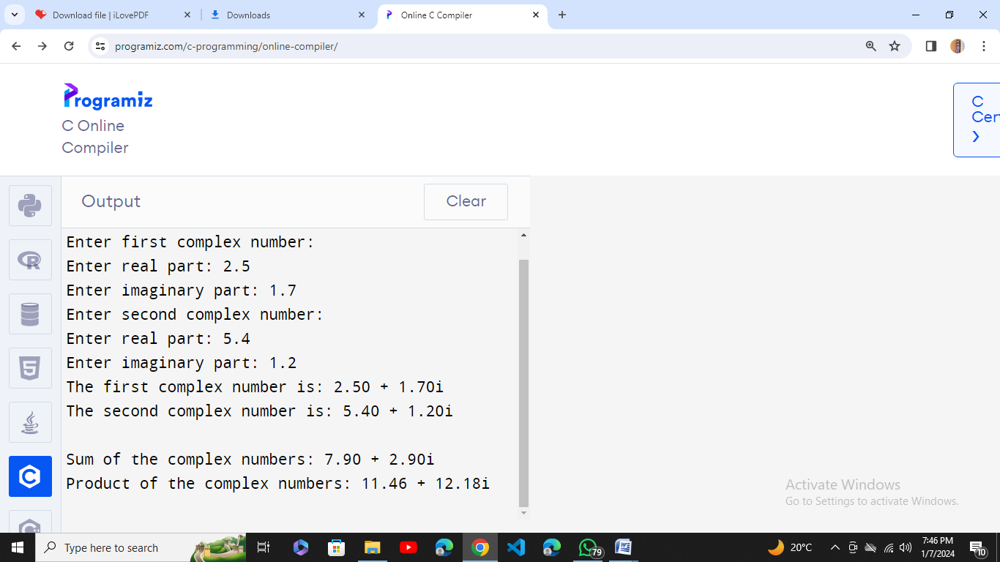 Download file | iLovePDF
Downloads
Online C Compiler
programiz.com/c-programming/online-compiler/
Programiz
C Online
Compiler
C
Cert
Output
Clear
Enter first complex number:
Enter real part: 2.5
Enter imaginary part: 1.7
Enter second complex number:
Enter real part: 5.4
Enter imaginary part: 1.2
The first complex number is: 2.50 + 1.70i
The second complex number is: 5.40 + 1.20i
Sum of the complex numbers: 7.90 + 2.90i
Product of the complex numbers: 11.46 + 12.18i
Activate Windows
Go to Settings to activate Windows.
Type here to search
79
20°C
7:46 PM
1/7/2024
10